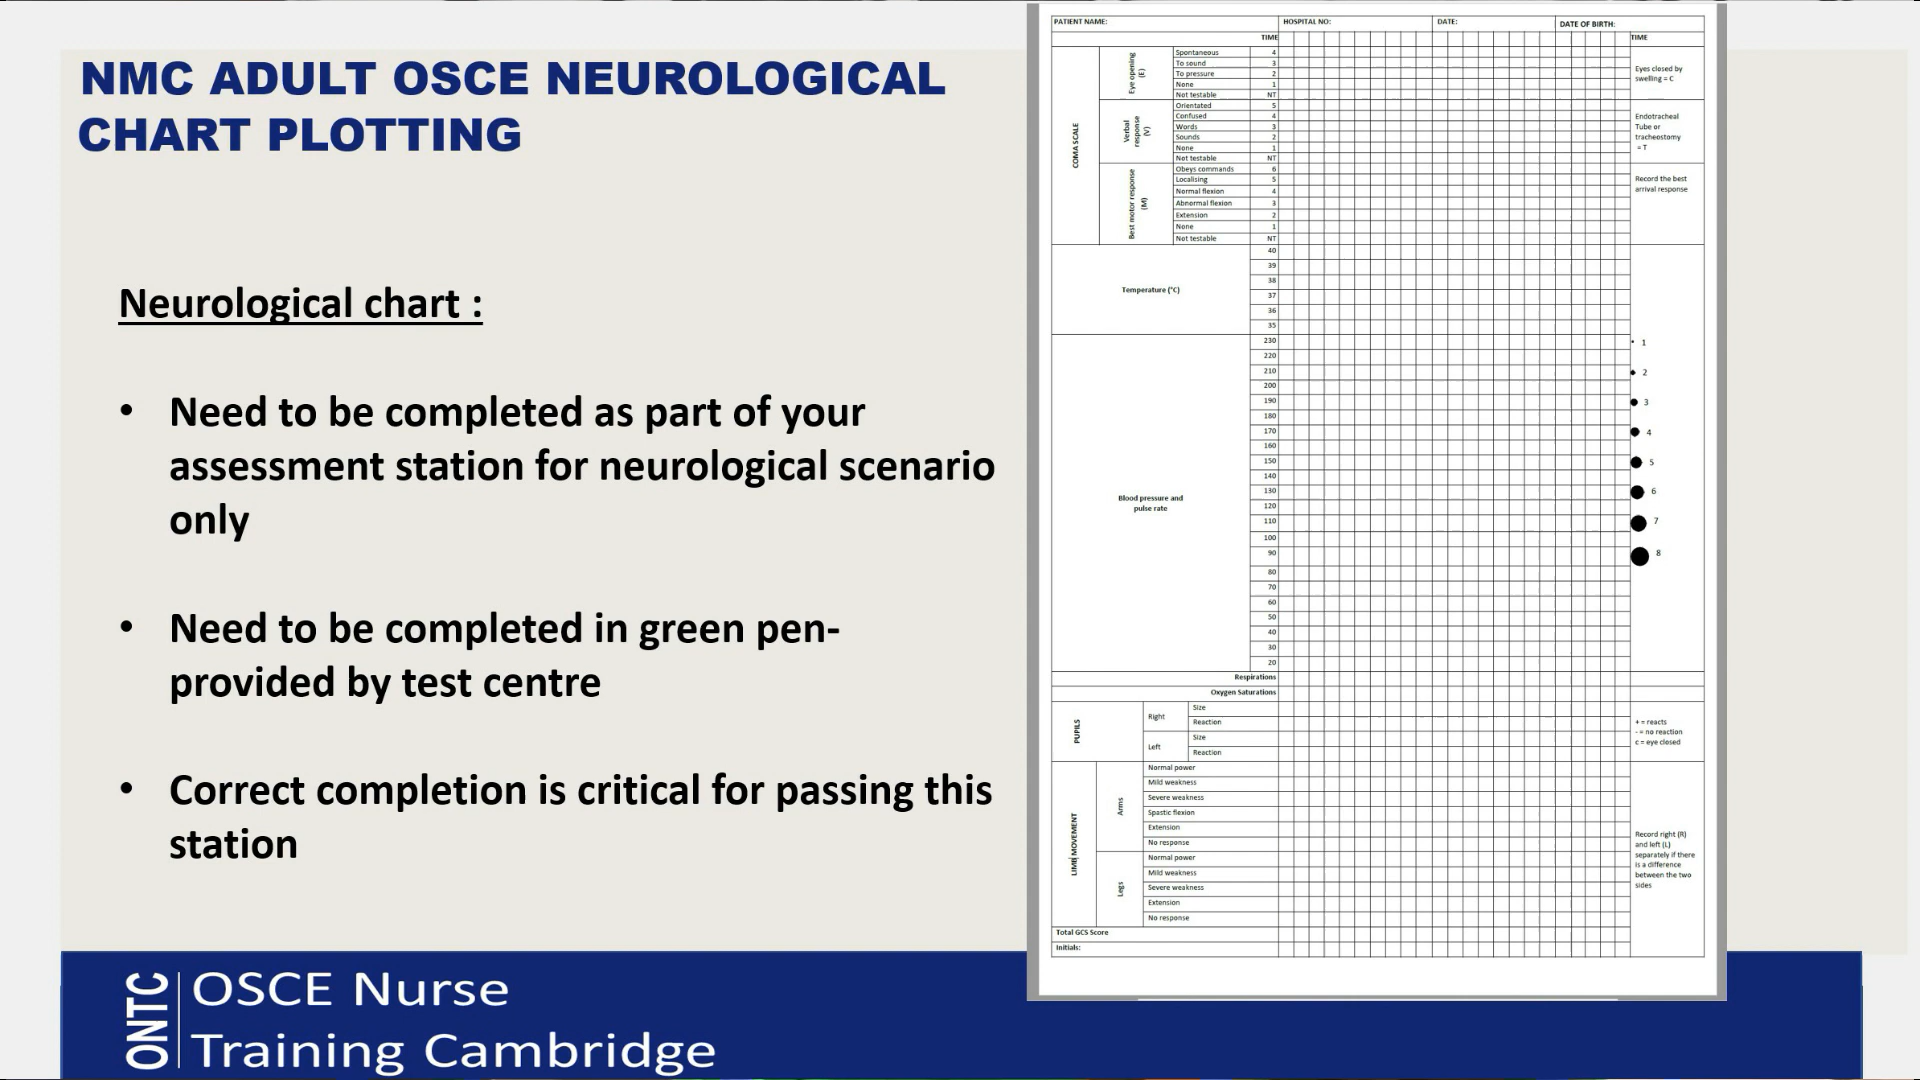 NMC ADULT OSCE NEUROLOGICAL
CHART PLOTTING
Neurological chart :
• Need to be completed as part of your
assessment station for neurological scenario
only
• Need to be completed in green pen-
provided by test centre
• Correct completion is critical for passing this
station
ONTC
OSCE Nurse
Training Cambridge
PATIENT NAME: HOSPITAL NO: DATE: DATE OF BIRTH:
TIME TIME
COMA SCALE
Eye opening
(E)
Spontaneous 4
To sound 3
To pressure 2
None 1
Not testable NT
Eyes closed by
swelling = C
Verbal
response
(V)
Orientated 5
Confused 4
Words 3
Sounds 2
None 1
Not testable NT
Endotracheal
Tube or
tracheostomy
= T
Best motor response
(M)
Obeys commands 6
Localising 5
Normal flexion 4
Abnormal flexion 3
Extension 2
None 1
Not testable NT
Record the best
arrival response
Temperature (°C)
40
39
38
37
36
35
Blood pressure and
pulse rate
230
220
210
200
190
180
170
160
150
140
130
120
110
100
90
80
70
60
50
40
30
20
1
2
3
4
5
6
7
8
Respirations
Oxygen Saturations
PUPILS
Right
Size
Reaction
Left
Size
Reaction
+ = reacts
- = no reaction
c = eye closed
LIMB MOVEMENT
Arms
Normal power
Mild weakness
Severe weakness
Spastic flexion
Extension
No response
Legs
Normal power
Mild weakness
Severe weakness
Extension
No response
Record right (R)
and left (L)
separately if there
is a difference
between the two
sides
Total GCS Score
Initials: